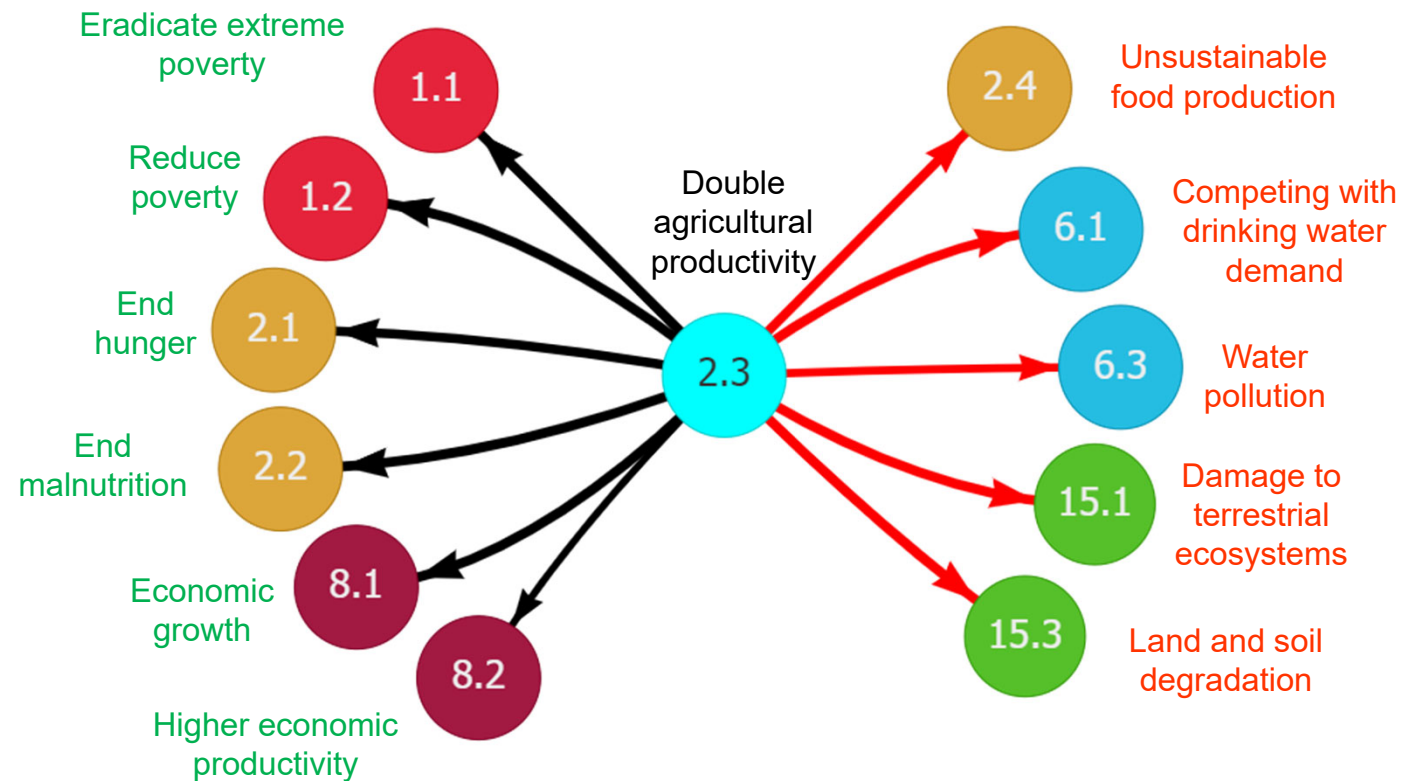 Eradicate extreme
poverty
1.1
Reduce
poverty
1.2
End
hunger
2.1
End
malnutrition
2.2
Economic
growth
8.1
Higher economic
productivity
8.2
Double
agricultural
productivity
2.3
2.4
Unsustainable
food production
6.1
Competing with
drinking water
demand
6.3
Water
pollution
15.1
Damage to
terrestrial
ecosystems
15.3
Land and soil
degradation